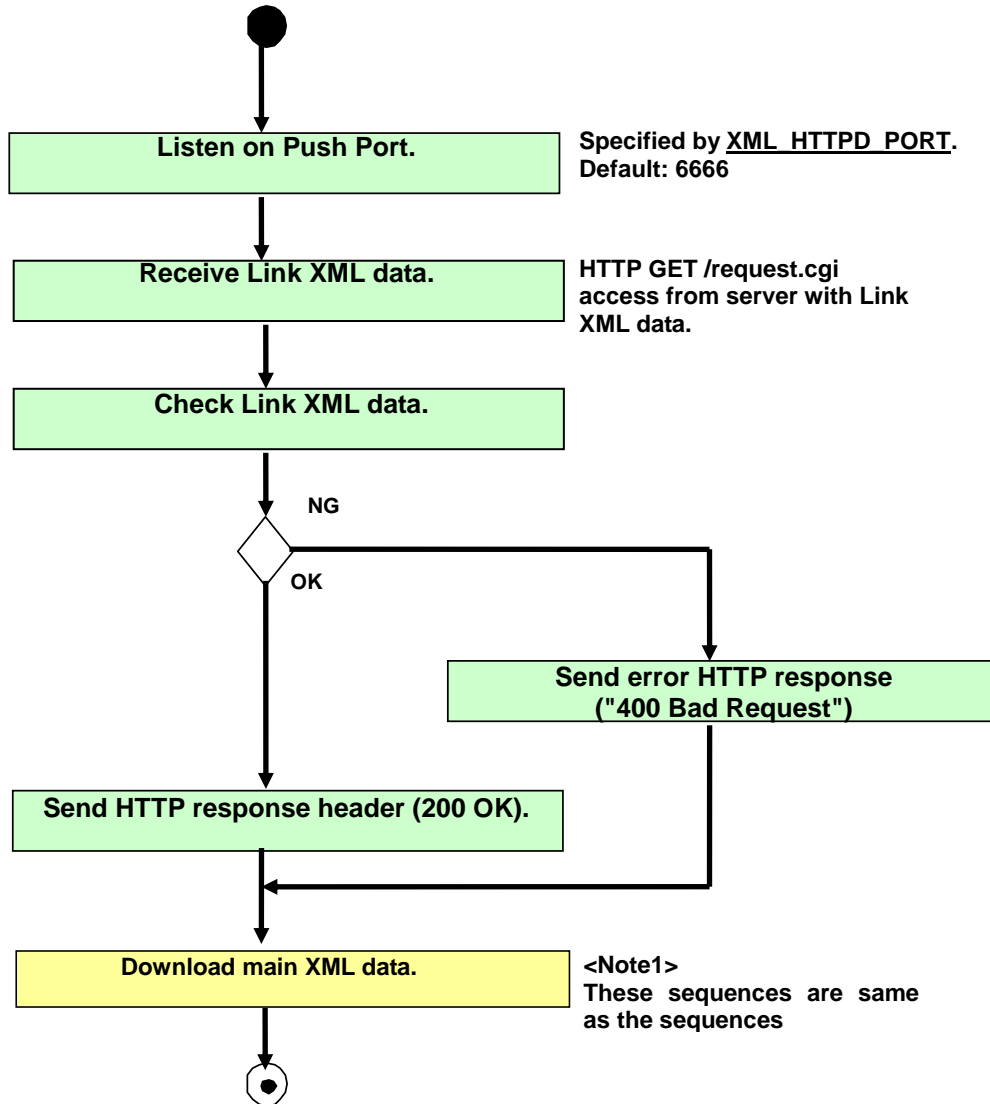 Listen on Push Port.
Specified by XML_HTTPD_PORT.
Default: 6666
Receive Link XML data.
HTTP GET /request.cgi
access from server with Link
XML data.
Check Link XML data.
NG
OK
Send error HTTP response
("400 Bad Request")
Send HTTP response header (200 OK).
Download main XML data.
<Note1>
These sequences are same
as the sequences